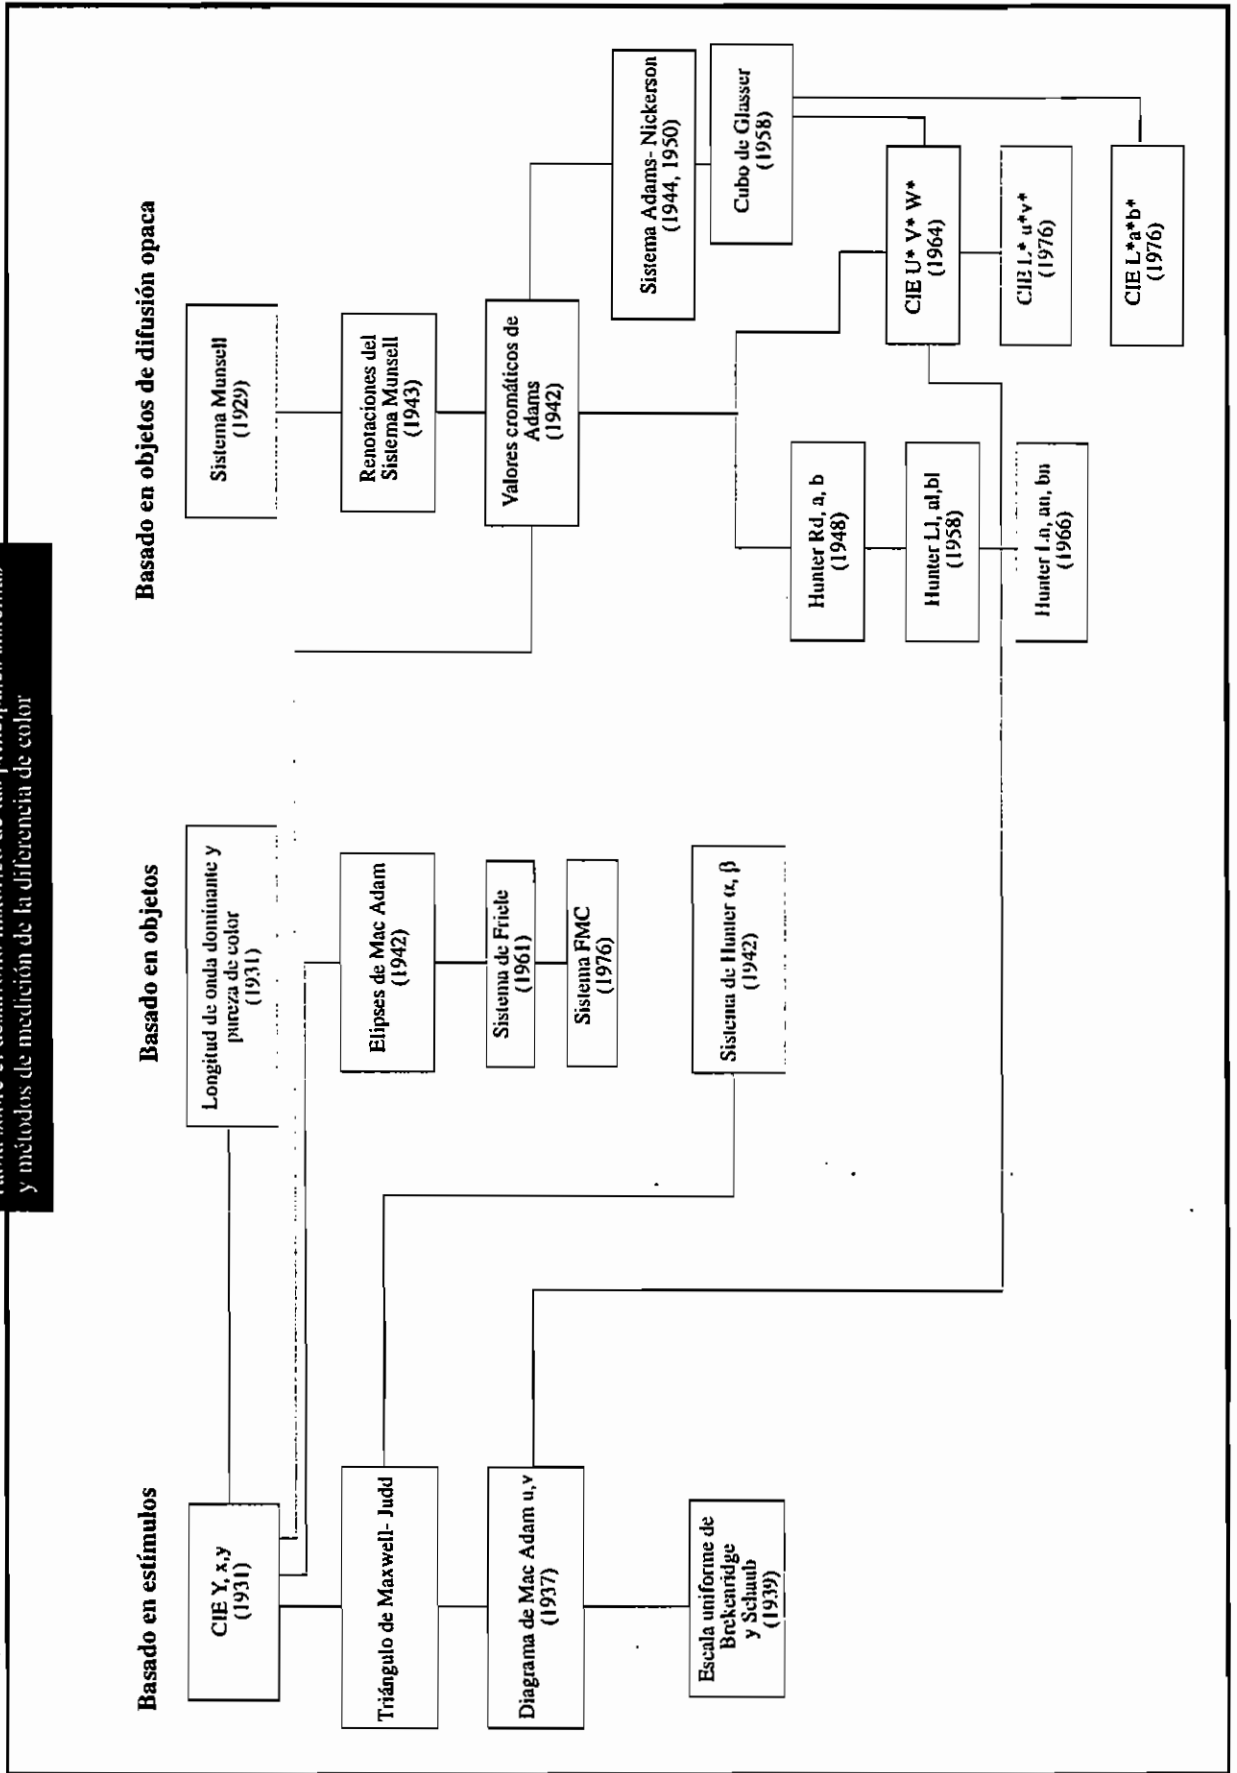 y métodos de medición de la diferencia de color
Basado en estímulos
CIE Y, x,y
(1931)
Triángulo de Maxwell- Judd
Diagrama de Mac Adam u,v
(1937)
Escala uniforme de
Brekenridge
y Schaub
(1939)
Basado en objetos
Longitud de onda dominante y
pureza de color
(1931)
Elipses de Mac Adam
(1942)
Sistema de Friele
(1961)
Sistema FMC
(1976)
Sistema de Hunter α, β
(1942)
Basado en objetos de difusión opaca
Sistema Munsell
(1929)
Renotaciones del
Sistema Munsell
(1943)
Valores cromáticos de
Adams
(1942)
Sistema Adams- Nickerson
(1944, 1950)
Cubo de Glasser
(1958)
Hunter Rd, a, b
(1948)
Hunter Ll, al,bl
(1958)
Hunter Ln, an, bn
(1966)
CIE U* V* W*
(1964)
CIE L* u*v*
(1976)
CIE L*a*b*
(1976)